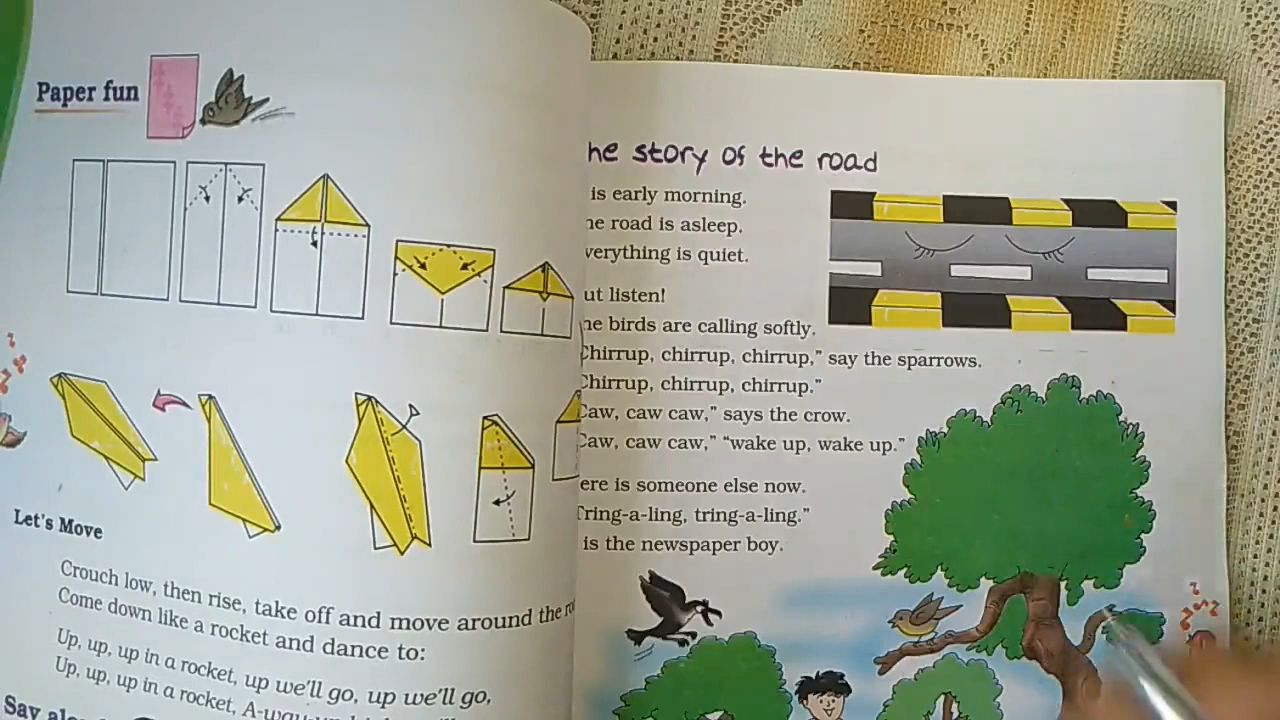 Paper fun
Let's Move
Crouch low, then rise, take off and move around the
Come down like a rocket and dance to:
Up, up, up in a rocket, up we'll go, up we'll go,
Up, up, up in a rocket,
Say
he story of the road
is early morning.
he road is asleep.
verything is quiet.
ut listen!
he birds are calling softly.
Chirrup, chirrup, chirrup,” say the sparrows.
Chirrup, chirrup, chirrup.”
Caw, caw caw,” says the crow.
Caw, caw caw,” “wake up, wake up.”
ere is someone else now.
Tring-a-ling, tring-a-ling.”
is the newspaper boy.